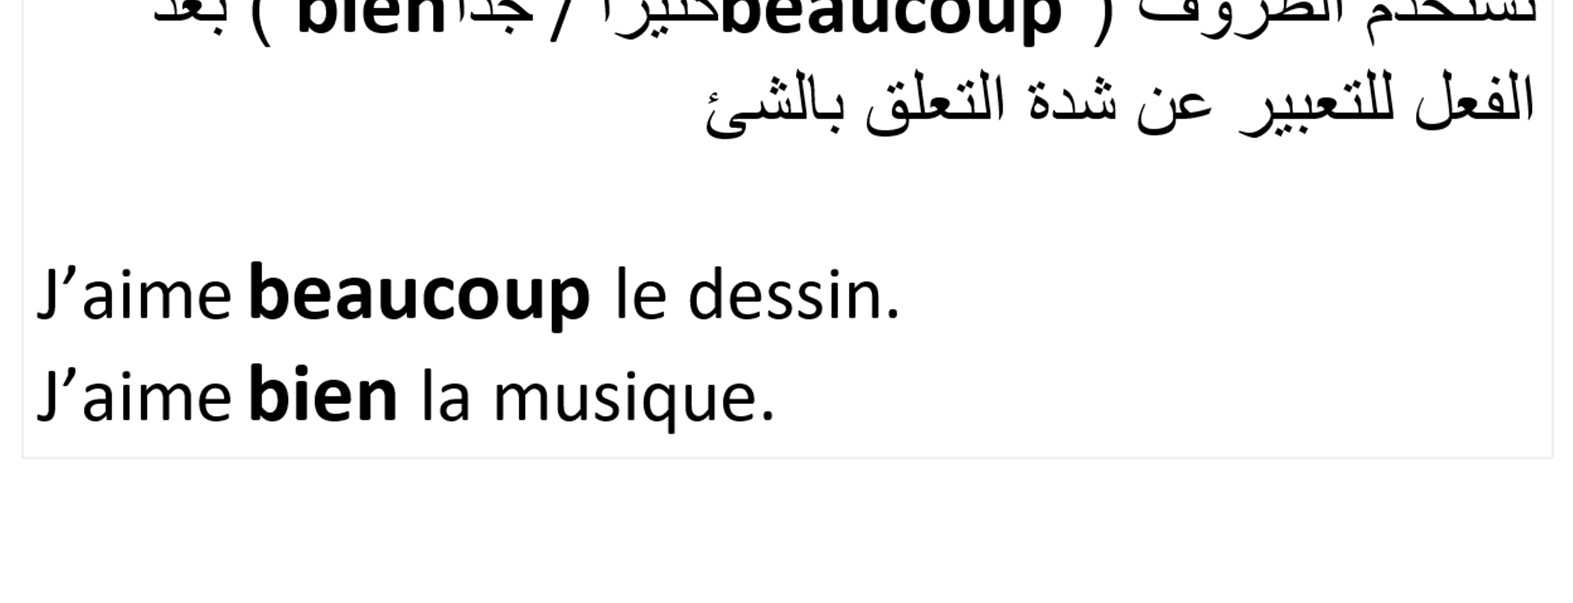 نستخدم الظروف ( beaucoup كثيرا / جدا bien ) بعد
الفعل للتعبير عن شدة التعلق بالشئ
J’aime beaucoup le dessin.
J’aime bien la musique.